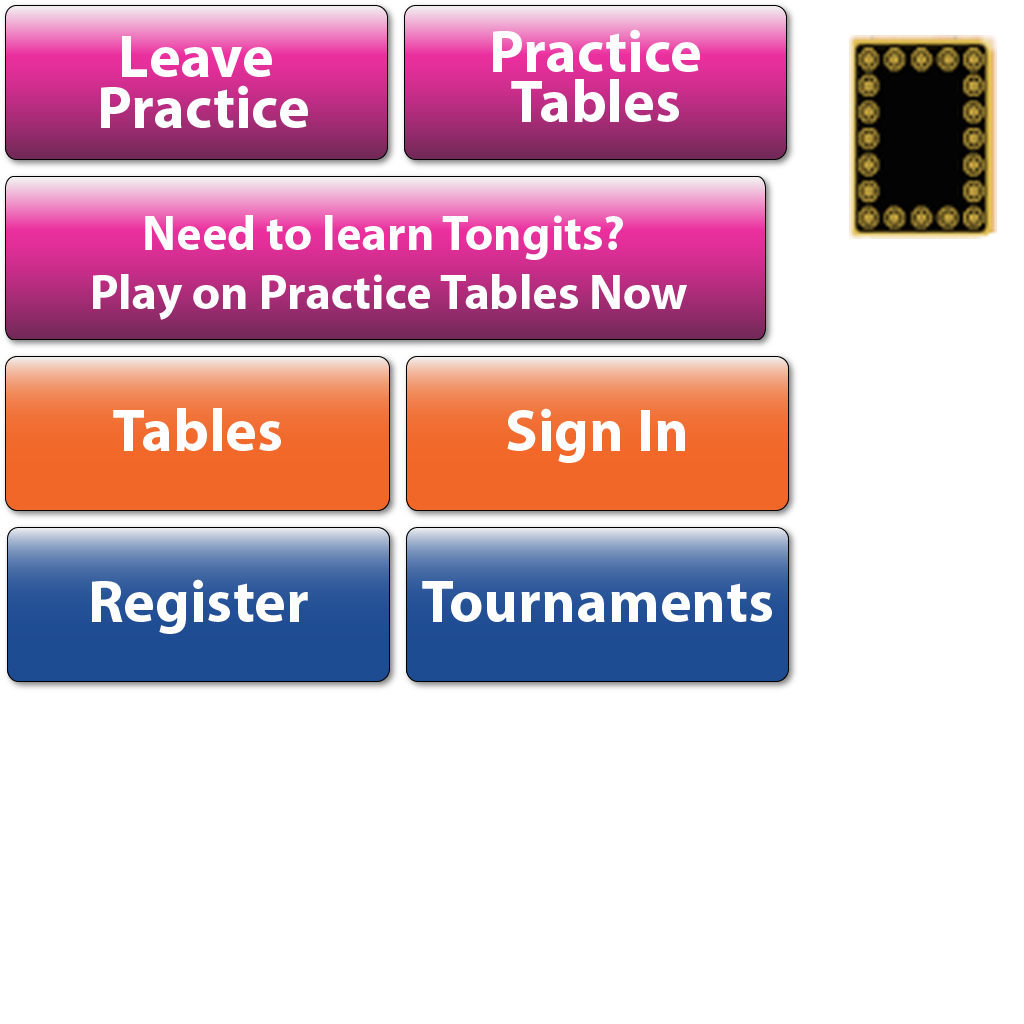 Leave
Practice
Practice
Tables
Need to learn Tongits?
Play on Practice Tables Now
Tables
Sign In
Register
Tournaments